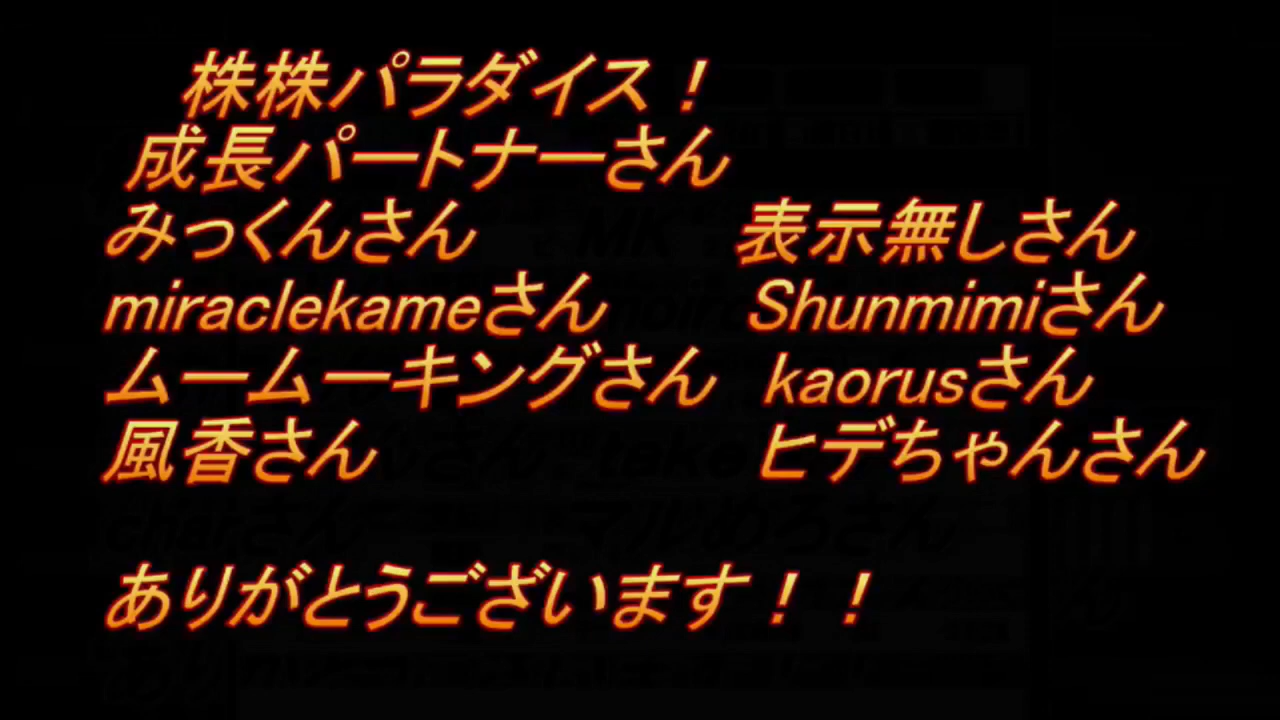 株株パラダイス！
成長パートナーさん
みっくんさん 表示無しさん
miraclekameさん Shunmimiさん
ムームーキングさん kaorusさん
風香さん ヒデちゃんさん
ありがとうございます！！